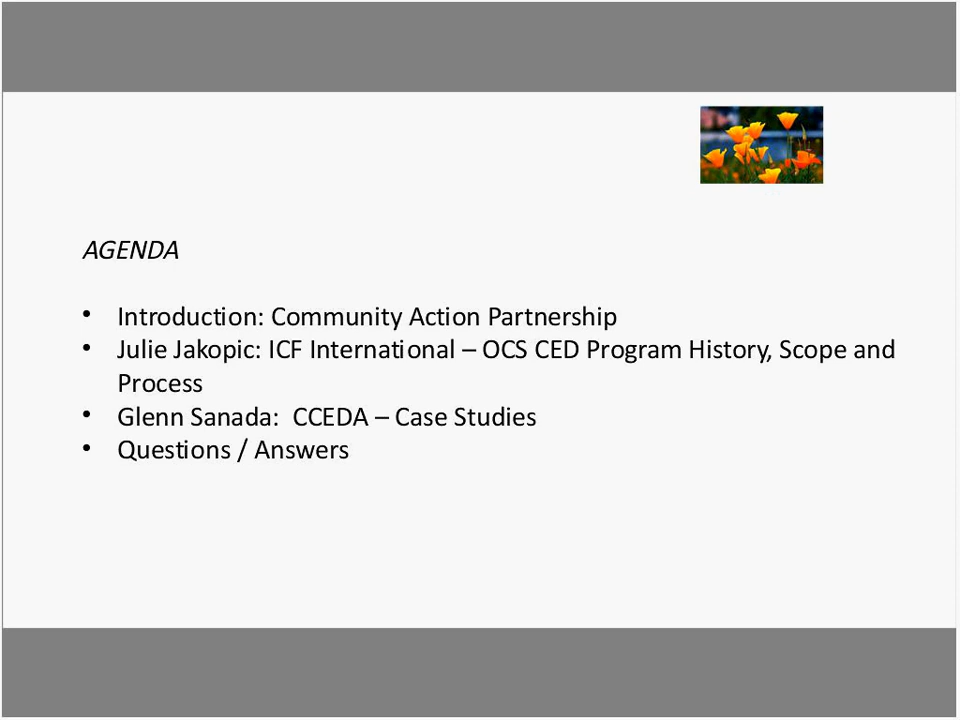 AGENDA
• Introduction: Community Action Partnership
• Julie Jakopic: ICF International – OCS CED Program History, Scope and
Process
• Glenn Sanada:  CCEDA – Case Studies
• Questions / Answers